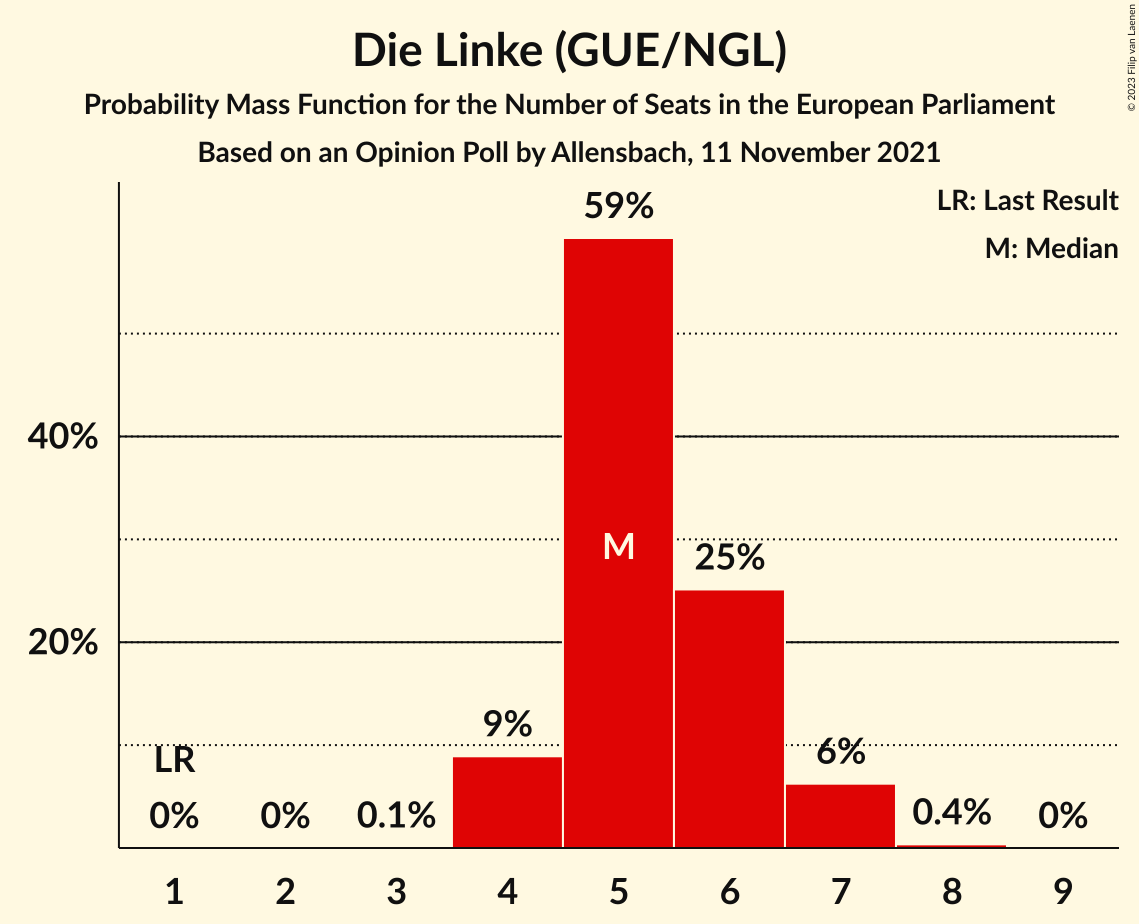 Die Linke (GUE/NGL)
Probability Mass Function for the Number of Seats in the European Parliament
Based on an Opinion Poll by Allensbach, 11 November 2021
© 2023 Filip van Laenen
LR: Last Result
M: Median
59%
40%
M
25%
20%
9%
6%
LR
0%
0%
0.1%
0.4%
0%
1 2 3 4 5 6 7 8 9